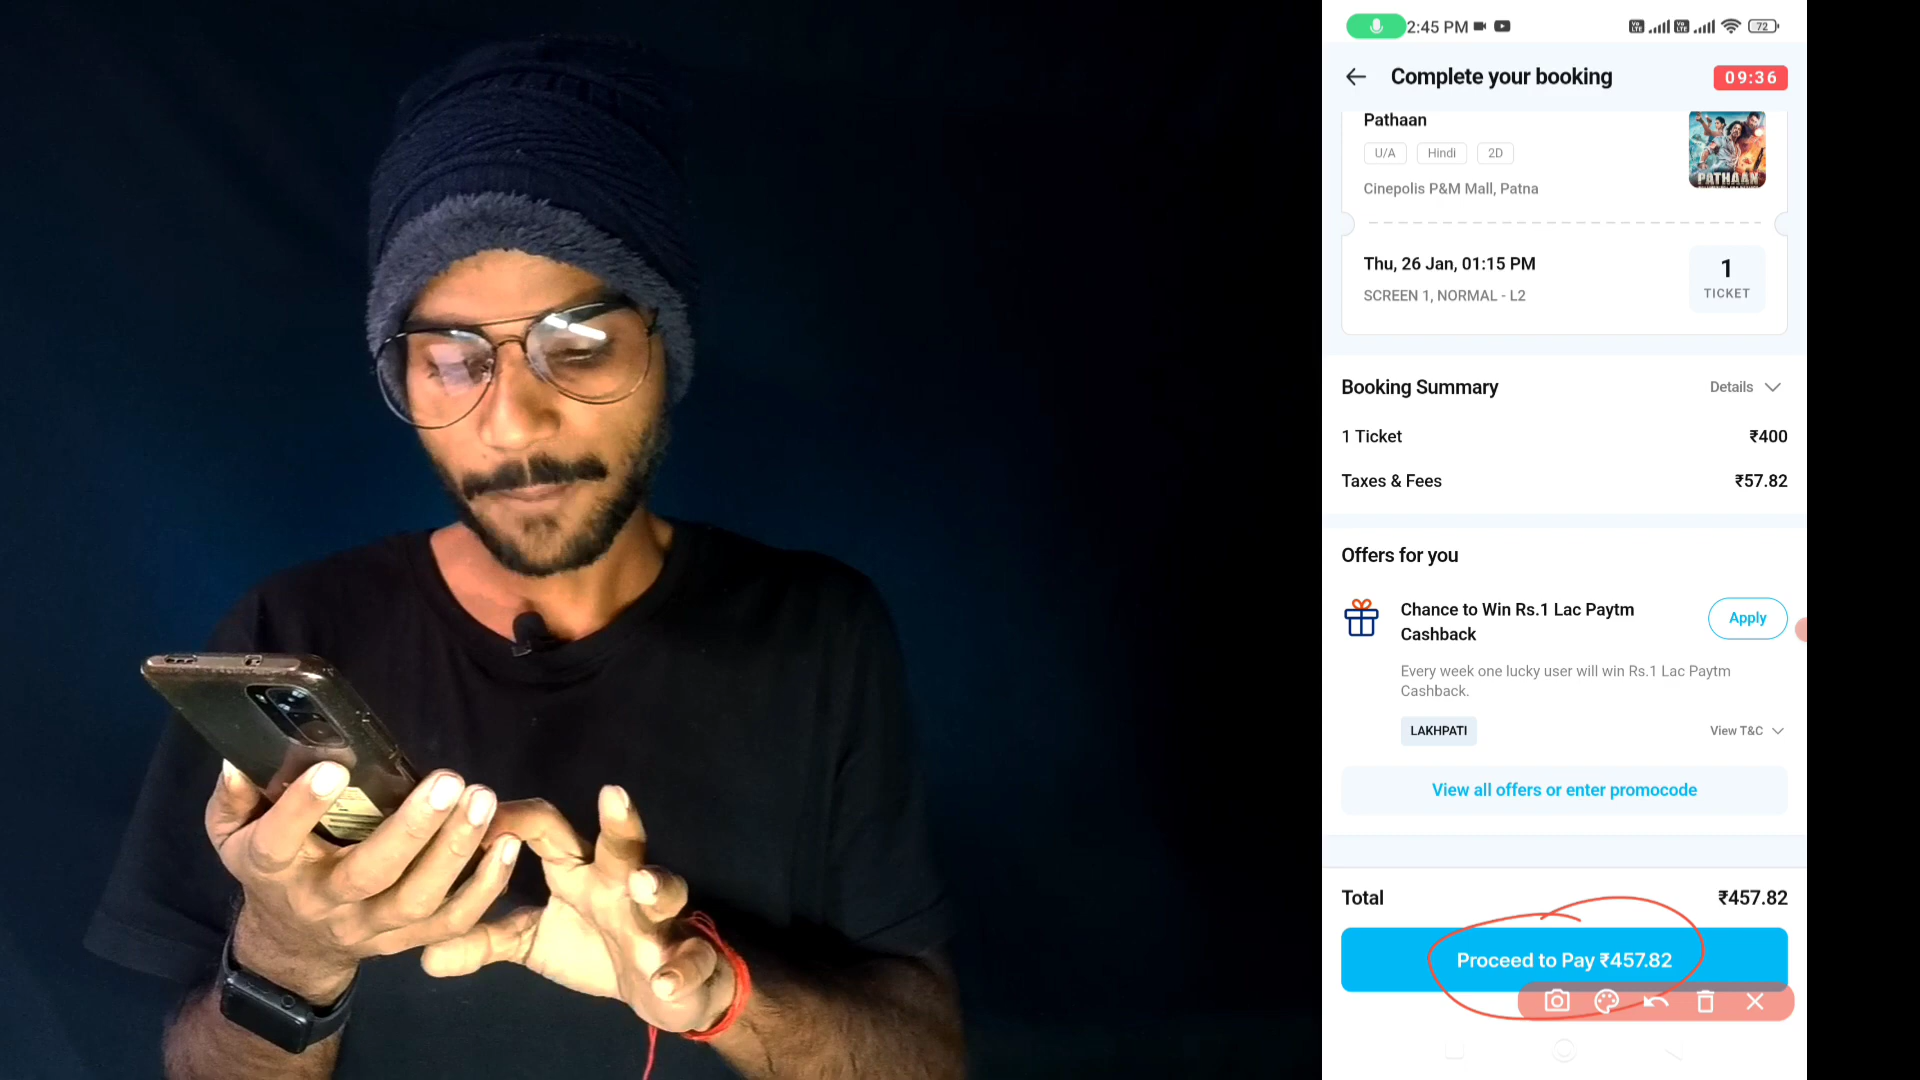 2:45 PM
72
Complete your booking
09:36
Pathaan
U/A
Hindi
2D
PATHAAN
Cinepolis P&M Mall, Patna
Thu, 26 Jan, 01:15 PM
1
TICKET
SCREEN 1, NORMAL - L2
Booking Summary
Details
1 Ticket
₹400
Taxes & Fees
₹57.82
Offers for you
Chance to Win Rs.1 Lac Paytm
Cashback
Apply
Every week one lucky user will win Rs.1 Lac Paytm
Cashback.
LAKHPATI
View T&C
View all offers or enter promocode
Total
₹457.82
Proceed to Pay ₹457.82